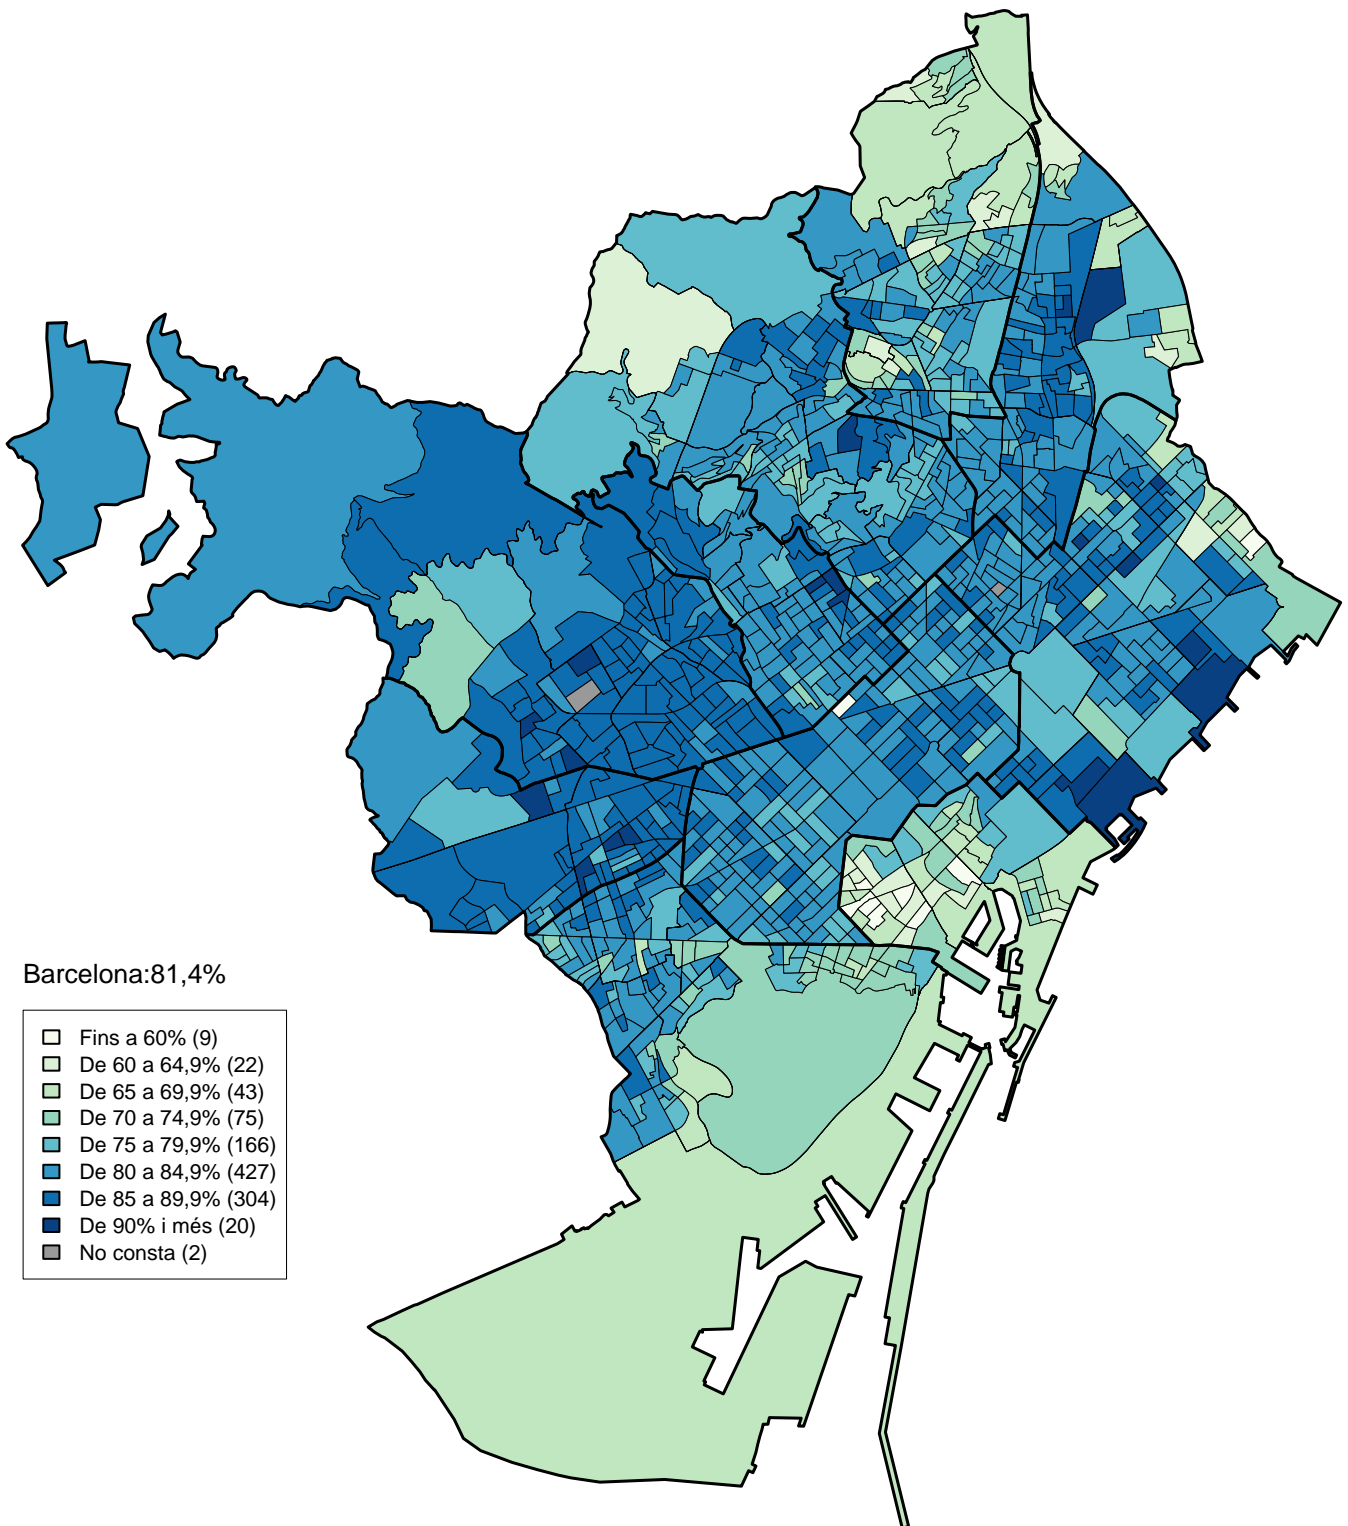 Barcelona:81,4%
Fins a 60% (9)
De 60 a 64,9% (22)
De 65 a 69,9% (43)
De 70 a 74,9% (75)
De 75 a 79,9% (166)
De 80 a 84,9% (427)
De 85 a 89,9% (304)
De 90% i més (20)
No consta (2)